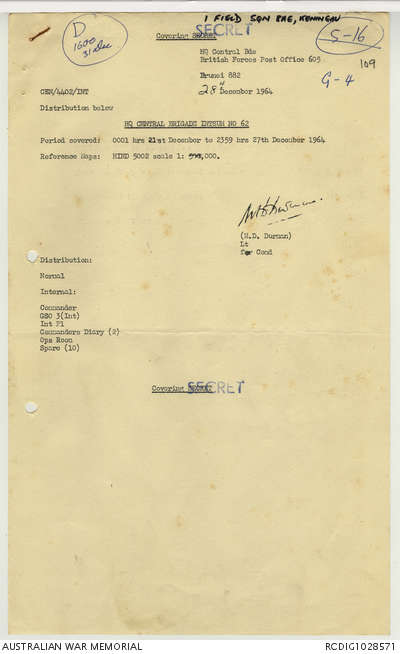 1 FIELD SQN RAE, KENINGAU
D
1600
31 Dec
Covering SECRET
SECRET
S-16
109
G-4
HQ Central Bde
British Forces Post Office 605
Brunei 882
CEN/4402/INT
28th December 1964
Distribution below
HQ CENTRAL BRIGADE INTSUM NO 62
Period covered: 0001 hrs 21st December to 2359 hrs 27th December 1964
Reference Maps: HIND 5002 scale 1: ,000.
Lt
for Comd
Distribution:
Normal
Internal:
Commander
GSO 3(Int)
Int Pl
Commanders Diary (2)
Ops Room
Spare (10)
Covering SECRET
SECRET
AUSTRALIAN WAR MEMORIAL
RCDIG1028571